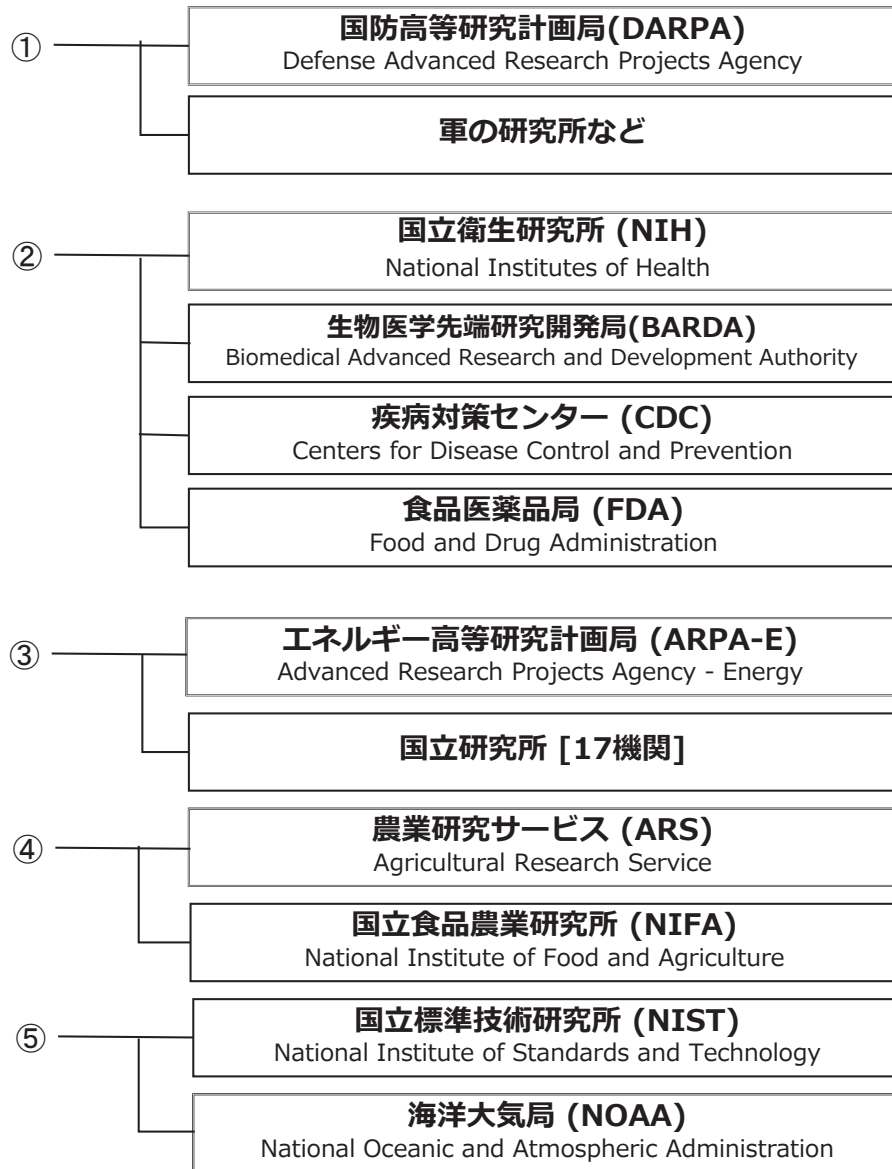 ①
国防高等研究計画局(DARPA)
Defense Advanced Research Projects Agency
軍の研究所など
②
国立衛生研究所 (NIH)
National Institutes of Health
生物医学先端研究開発局(BARDA)
Biomedical Advanced Research and Development Authority
疾病対策センター (CDC)
Centers for Disease Control and Prevention
食品医薬品局 (FDA)
Food and Drug Administration
③
エネルギー高等研究計画局 (ARPA-E)
Advanced Research Projects Agency - Energy
国立研究所 [17機関]
④
農業研究サービス (ARS)
Agricultural Research Service
国立食品農業研究所 (NIFA)
National Institute of Food and Agriculture
⑤
国立標準技術研究所 (NIST)
National Institute of Standards and Technology
海洋大気局 (NOAA)
National Oceanic and Atmospheric Administration